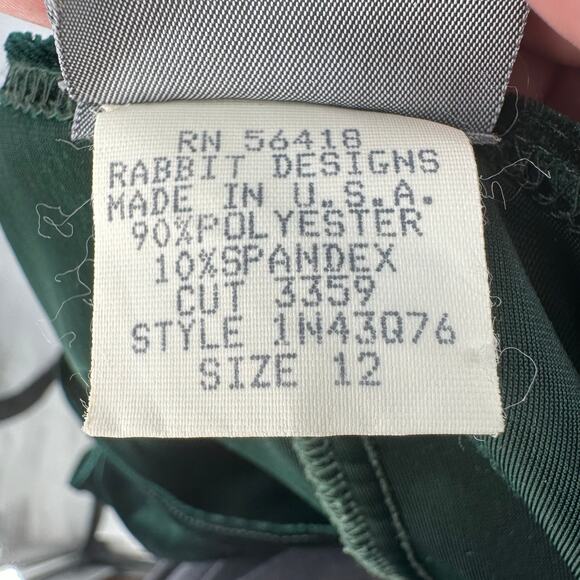 RN 56418
RABBIT DESIGNS
MADE IN U.S.A.
90%POLYESTER
10%SPANDEX
CUT 3359
STYLE 1N43Q76
SIZE 12